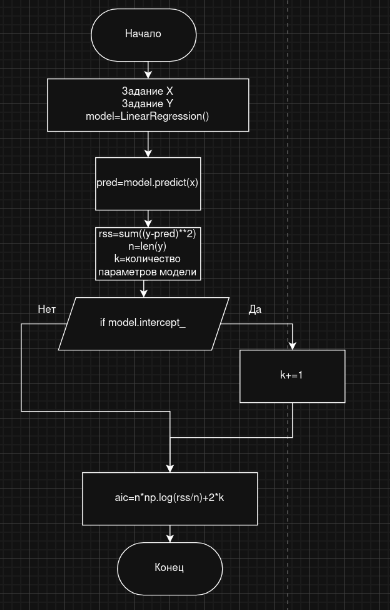 Начало
Задание X
Задание Y
model=LinearRegression()
pred=model.predict(x)
rss=sum((y-pred)**2)
n=len(y)
k=количество
параметров модели
Нет
Да
if model.intercept_
k+=1
aic=n*np.log(rss/n)+2*k
Конец